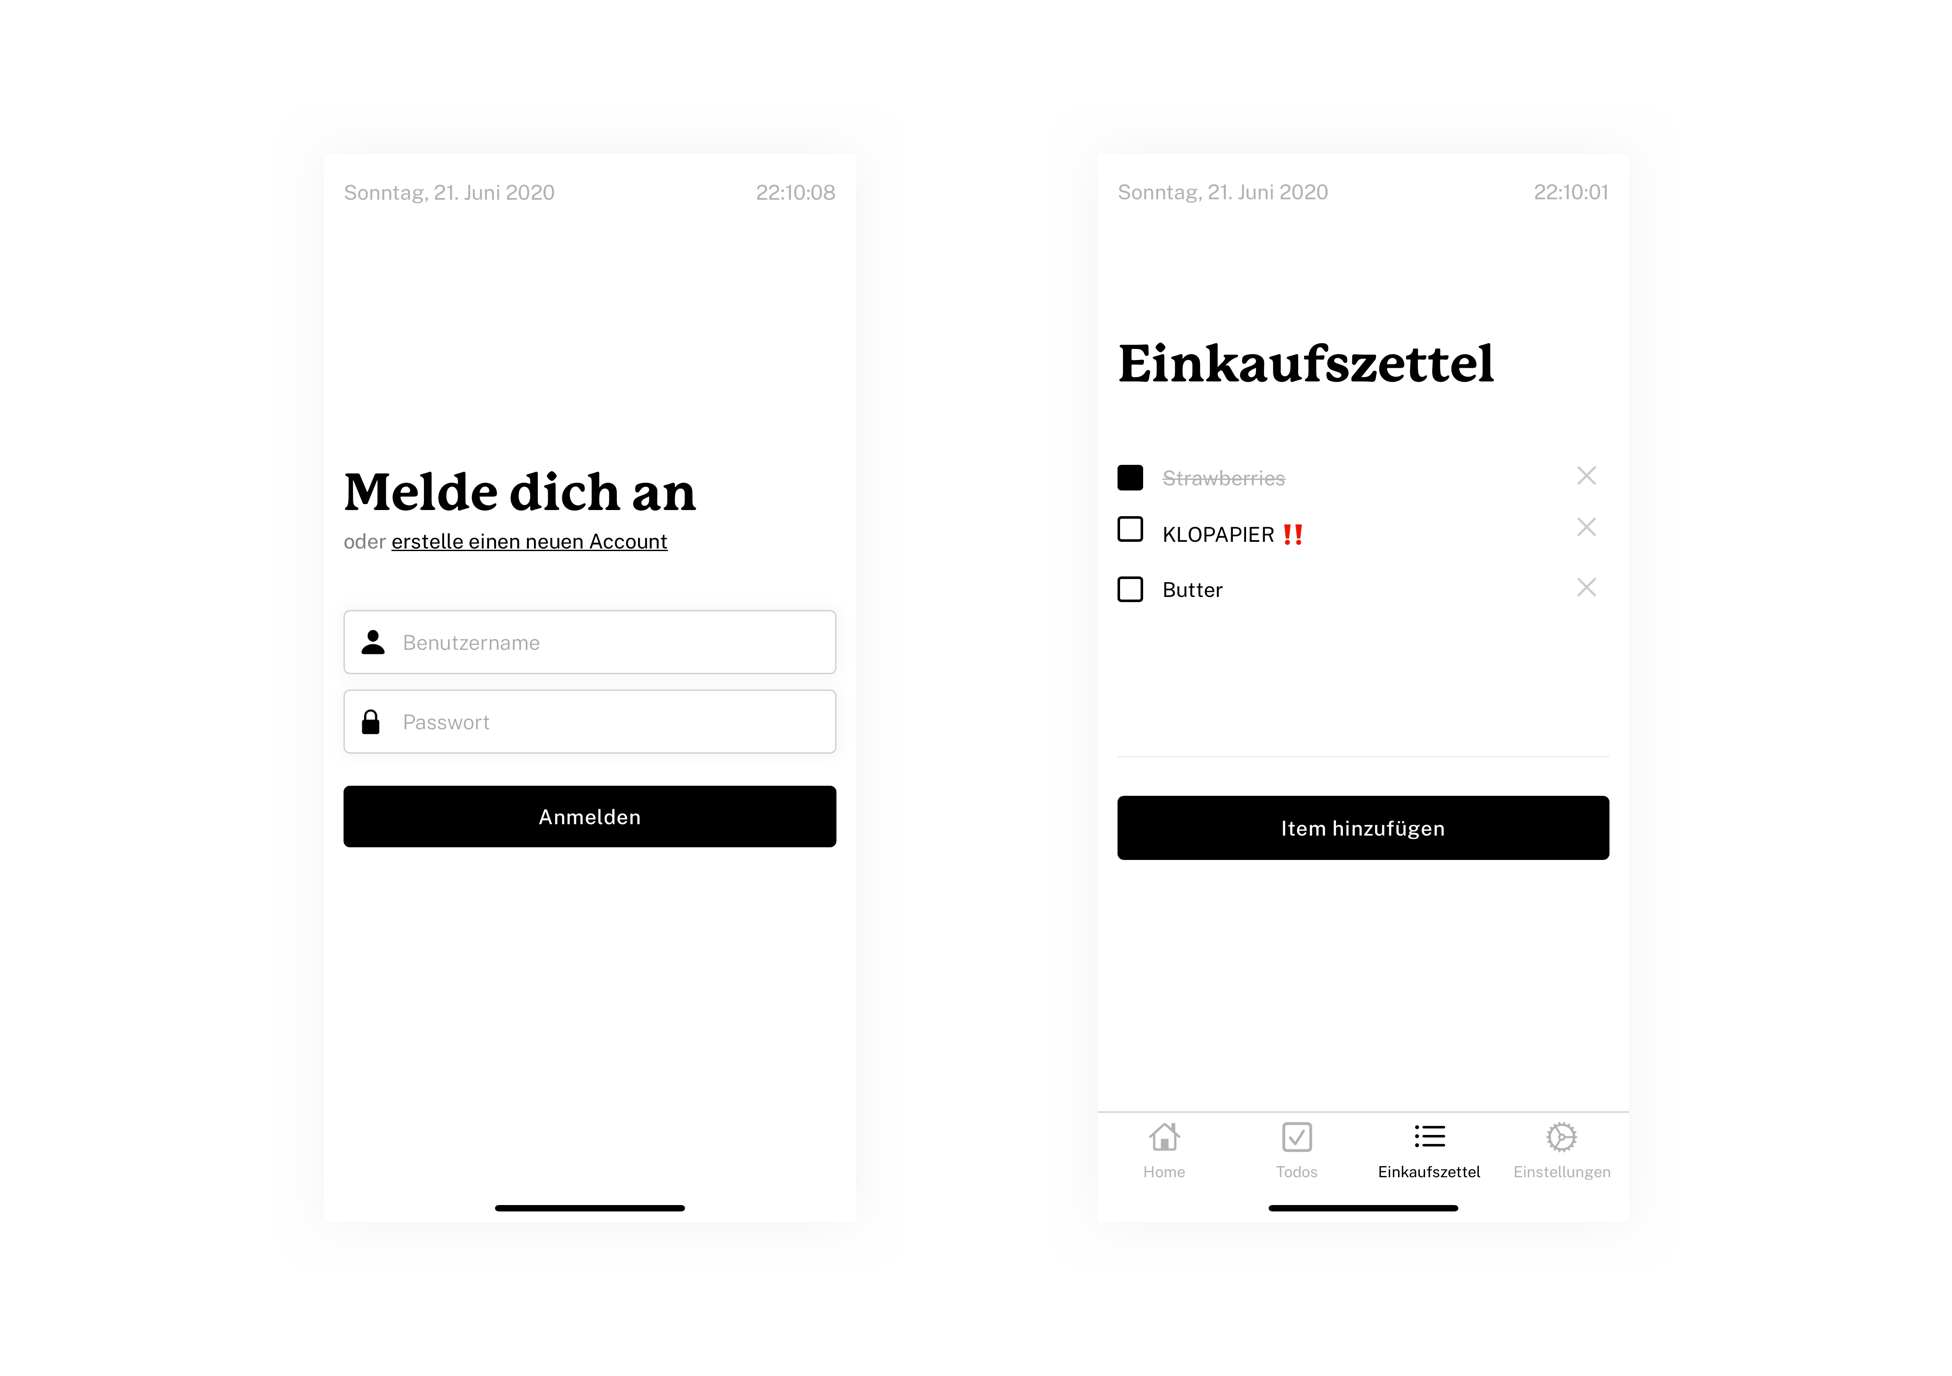 Sonntag, 21. Juni 2020 22:10:08
Melde dich an
oder erstelle einen neuen Account
Benutzername
Passwort
Anmelden
Sonntag, 21. Juni 2020 22:10:01
Einkaufszettel
Strawberries
KLOPAPIER ‼️
Butter
Item hinzufügen
Home Todos Einkaufszettel Einstellungen